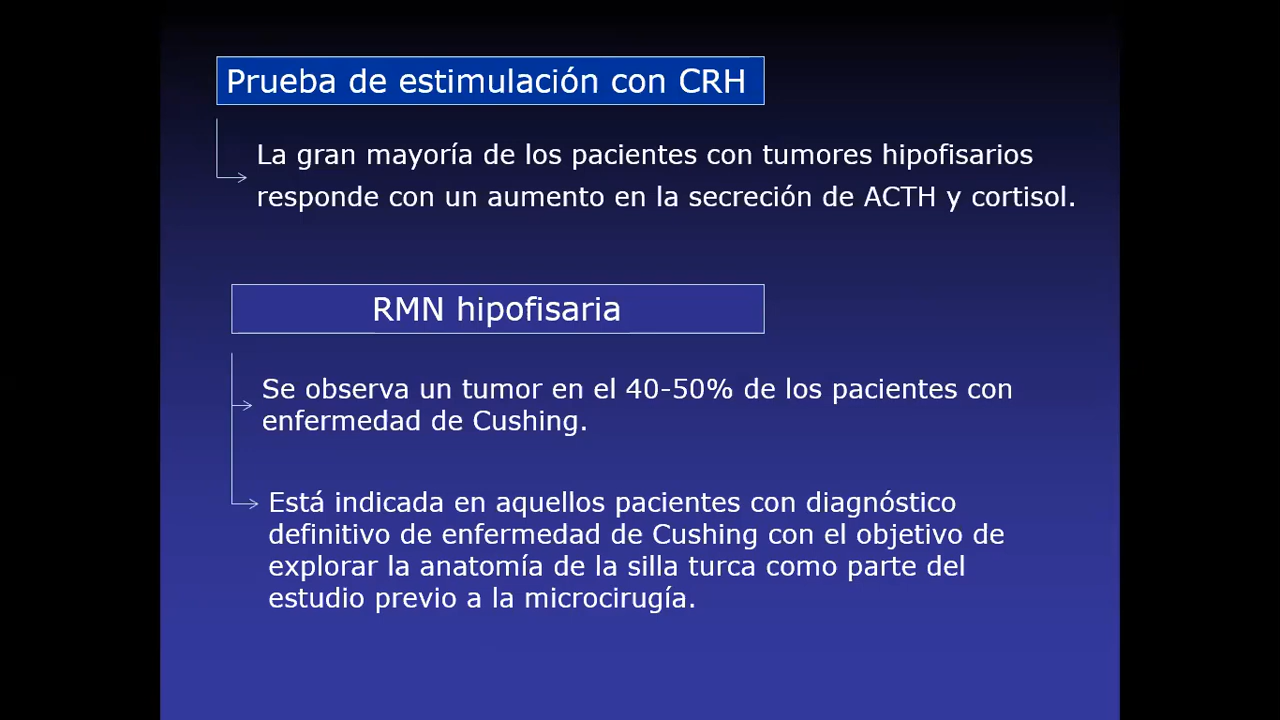 Prueba de estimulación con CRH
La gran mayoría de los pacientes con tumores hipofisarios
responde con un aumento en la secreción de ACTH y cortisol.
RMN hipofisaria
Se observa un tumor en el 40-50% de los pacientes con
enfermedad de Cushing.
Está indicada en aquellos pacientes con diagnóstico
definitivo de enfermedad de Cushing con el objetivo de
explorar la anatomía de la silla turca como parte del
estudio previo a la microcirugía.